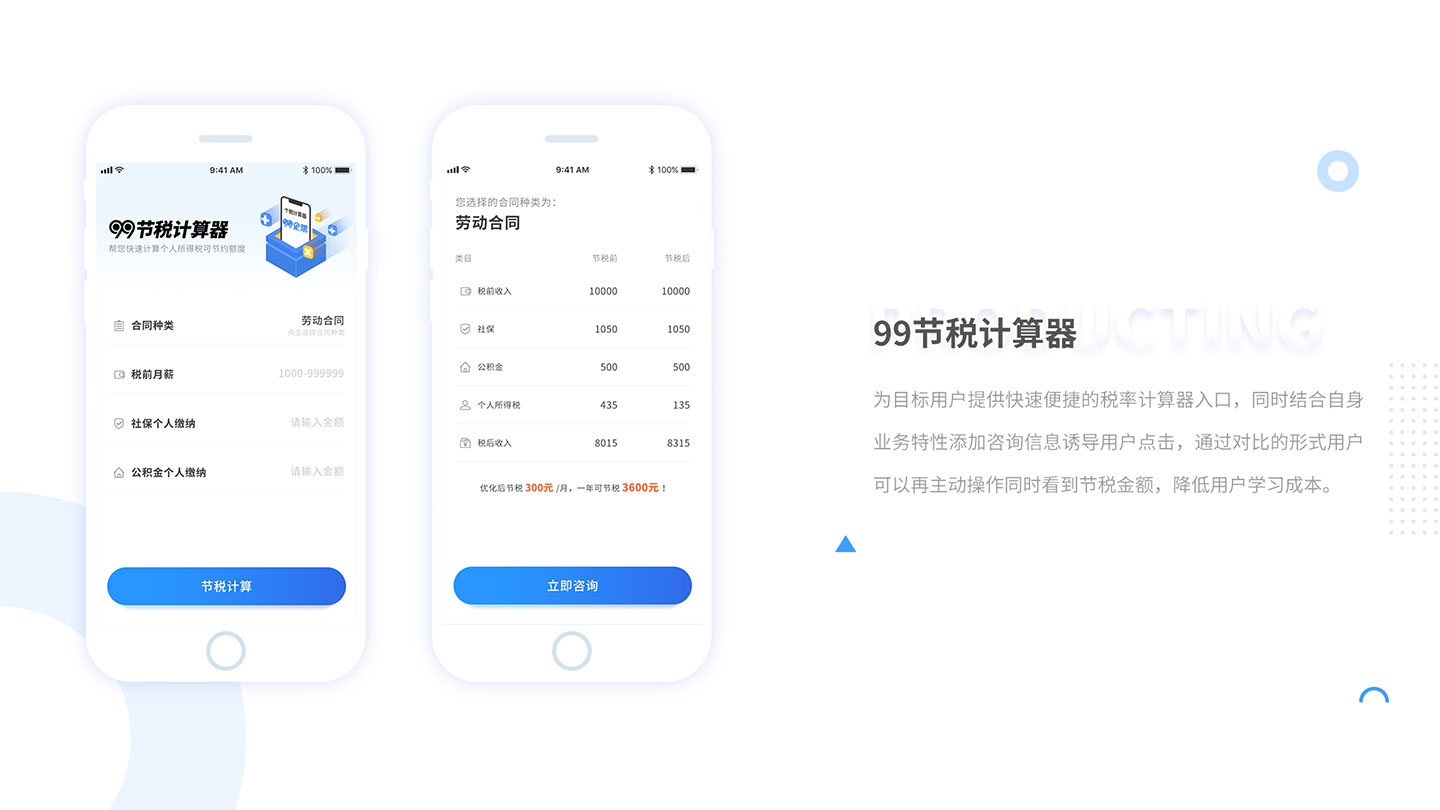 9:41 AM
100%
99节税计算器
帮您快速计算个人所得税可节约额度
个税计算器
99企帮
合同种类
劳动合同
点击选择合同种类
税前月薪
1000-999999
社保个人缴纳
请输入金额
公积金个人缴纳
请输入金额
节税计算
9:41 AM
100%
您选择的合同种类为：
劳动合同
类目 节税前 节税后
税前收入 10000 10000
社保 1050 1050
公积金 500 500
个人所得税 435 135
税后收入 8015 8315
优化后节税 300元 /月，一年可节税 3600元 ！
立即咨询
PRODUCTING
99节税计算器
为目标用户提供快速便捷的税率计算器入口，同时结合自身
业务特性添加咨询信息诱导用户点击，通过对比的形式用户
可以再主动操作同时看到节税金额，降低用户学习成本。